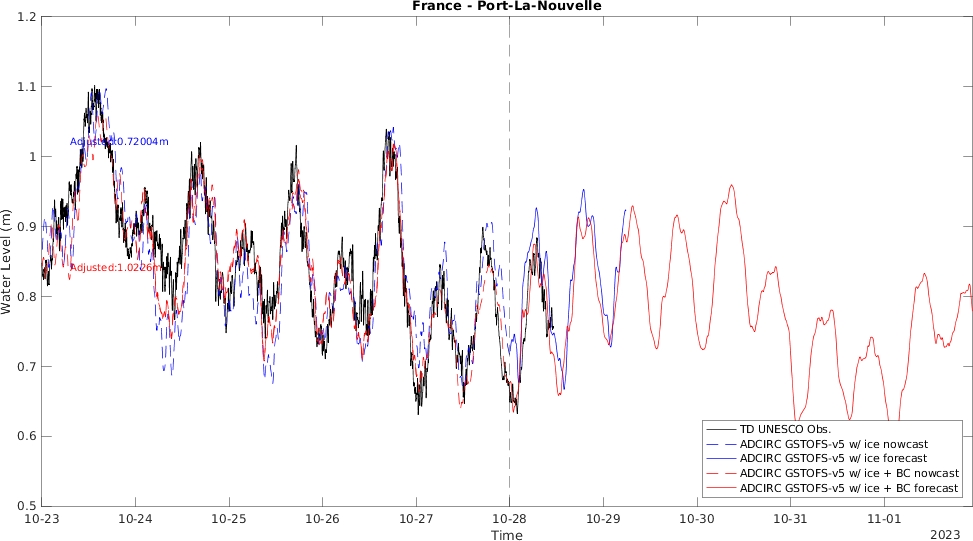 France - Port-La-Nouvelle
1.2
1.1
1
0.9
0.8
0.7
0.6
0.5
Water Level (m)
Adjusted:0.72004m
Adjusted:1.0226m
TD UNESCO Obs.
ADCIRC GSTOFS-v5 w/ ice nowcast
ADCIRC GSTOFS-v5 w/ ice forecast
ADCIRC GSTOFS-v5 w/ ice + BC nowcast
ADCIRC GSTOFS-v5 w/ ice + BC forecast
10-23 10-24 10-25 10-26 10-27 10-28 10-29 10-30 10-31 11-01
Time
2023